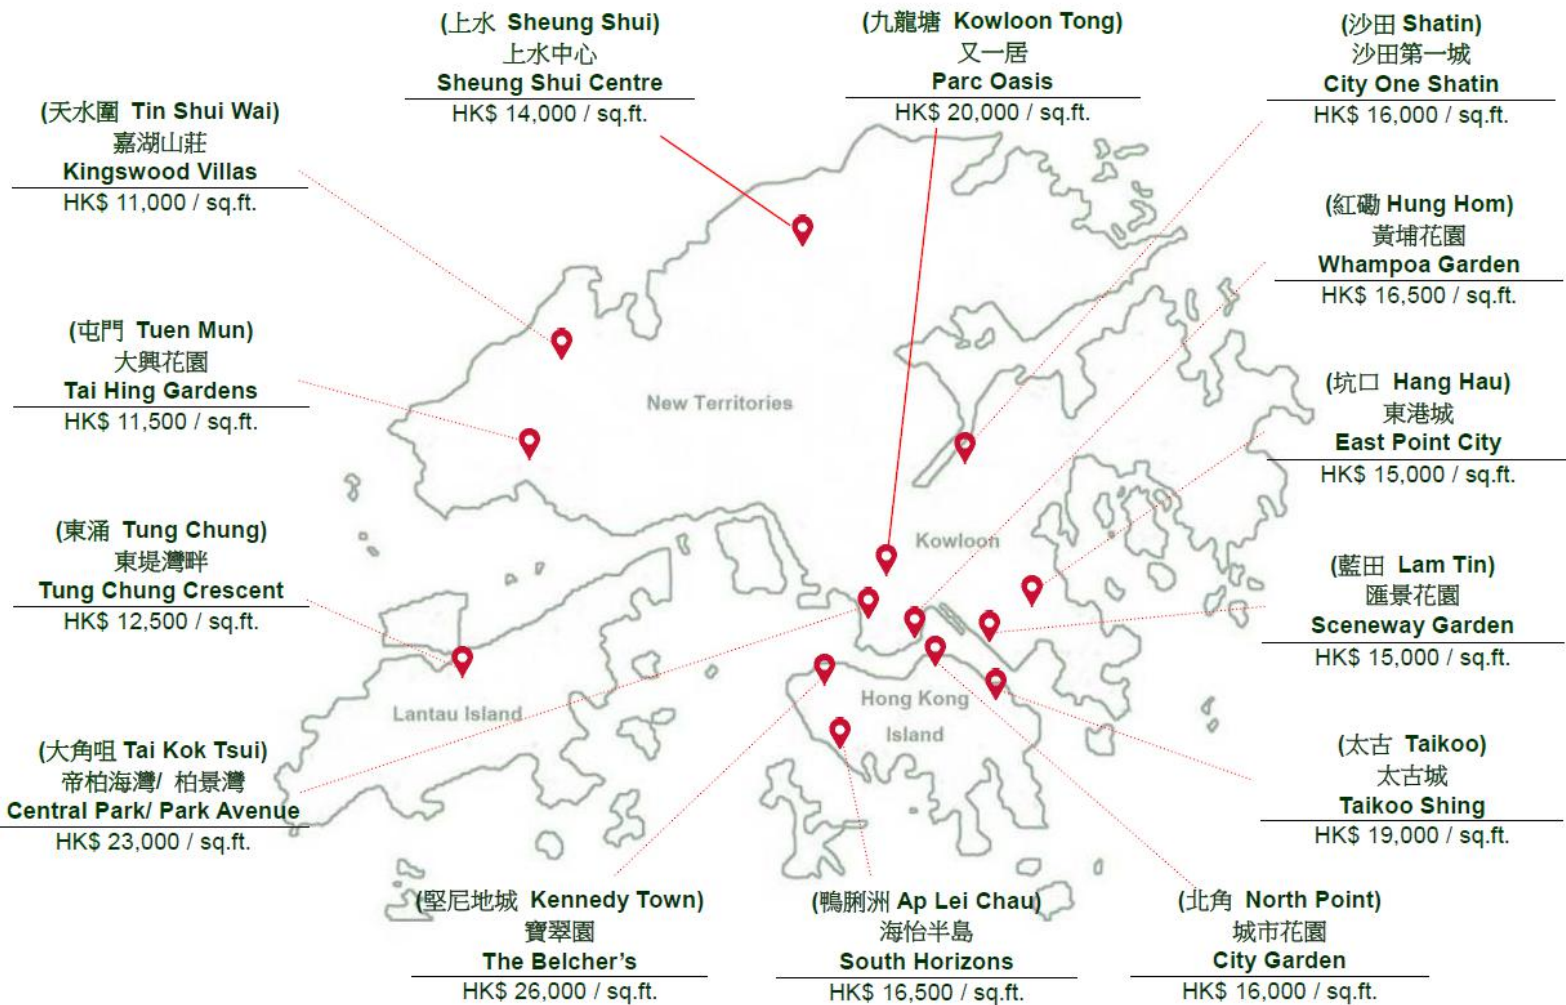 (上水 Sheung Shui)
上水中心
Sheung Shui Centre
HK$ 14,000 / sq.ft.
(九龍塘 Kowloon Tong)
又一居
Parc Oasis
HK$ 20,000 / sq.ft.
(沙田 Shatin)
沙田第一城
City One Shatin
HK$ 16,000 / sq.ft.
(天水圍 Tin Shui Wai)
嘉湖山莊
Kingswood Villas
HK$ 11,000 / sq.ft.
(紅磡 Hung Hom)
黃埔花園
Whampoa Garden
HK$ 16,500 / sq.ft.
(屯門 Tuen Mun)
大興花園
Tai Hing Gardens
HK$ 11,500 / sq.ft.
New Territories
(坑口 Hang Hau)
東港城
East Point City
HK$ 15,000 / sq.ft.
(東涌 Tung Chung)
東堤灣畔
Tung Chung Crescent
HK$ 12,500 / sq.ft.
Kowloon
(藍田 Lam Tin)
匯景花園
Sceneway Garden
HK$ 15,000 / sq.ft.
Lantau Island
Hong Kong
Island
(大角咀 Tai Kok Tsui)
帝柏海灣/ 柏景灣
Central Park/ Park Avenue
HK$ 23,000 / sq.ft.
(太古 Taikoo)
太古城
Taikoo Shing
HK$ 19,000 / sq.ft.
(堅尼地城 Kennedy Town)
寶翠園
The Belcher’s
HK$ 26,000 / sq.ft.
(鴨脷洲 Ap Lei Chau)
海怡半島
South Horizons
HK$ 16,500 / sq.ft.
(北角 North Point)
城市花園
City Garden
HK$ 16,000 / sq.ft.